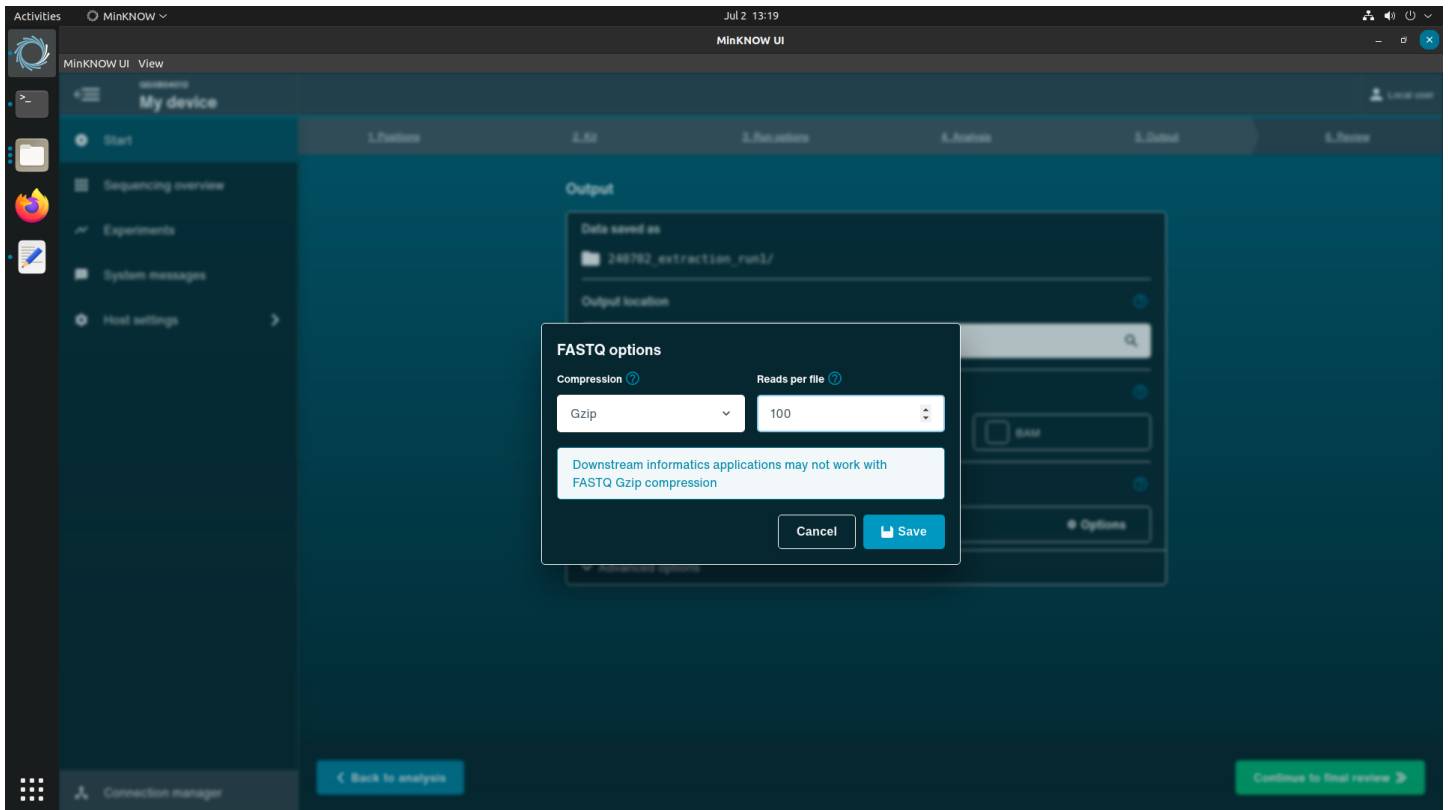 Activities MinKNOW Jul 2 13:19
MinKNOW UI
MinKNOW UI View
My device
Local user
Start
1. Positions 2. Kit 3. Run options 4. Analysis 5. Output 6. Review
Sequencing overview
Experiments
System messages
Host settings
Output
Data saved as
240702_extraction_run1/
Output location
FASTQ options
Compression ? Reads per file ?
Gzip 100
BAM
Downstream informatics applications may not work with
FASTQ Gzip compression
Options
Cancel Save
Advanced options
Back to analysis Continue to final review
Connection manager